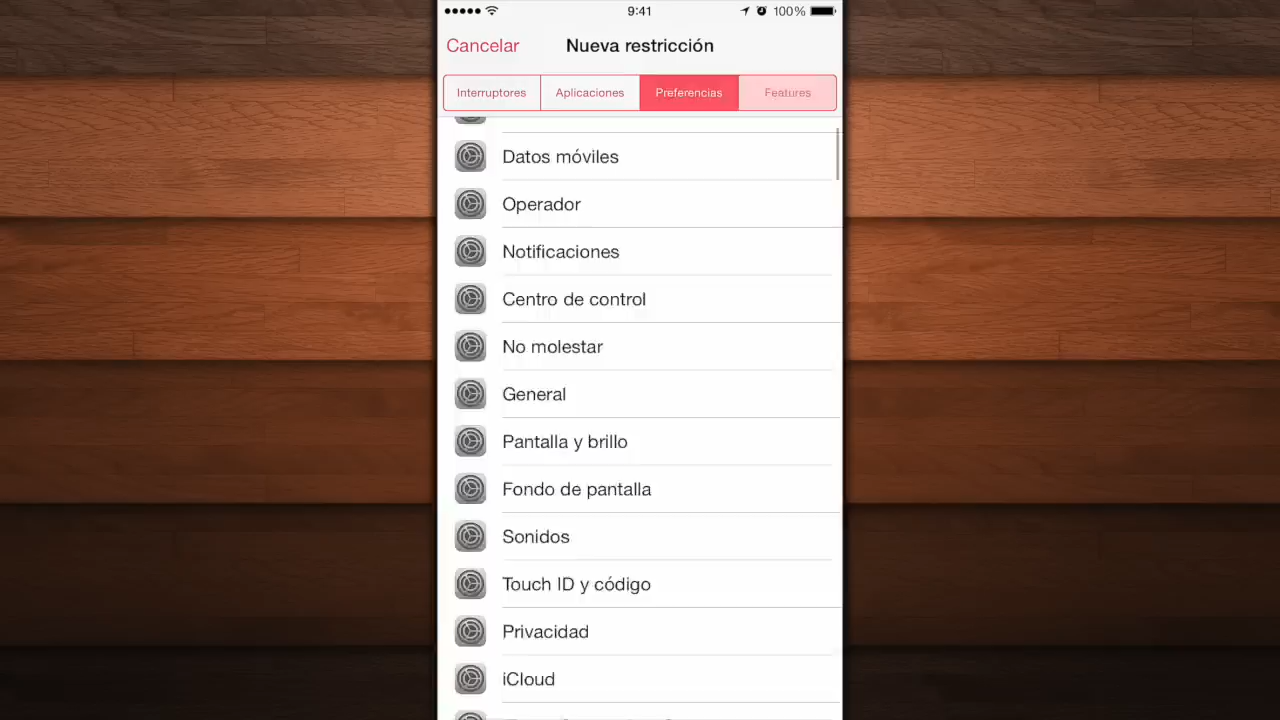 9:41
100%
Cancelar
Nueva restricción
Interruptores
Aplicaciones
Preferencias
Features
Datos móviles
Operador
Notificaciones
Centro de control
No molestar
General
Pantalla y brillo
Fondo de pantalla
Sonidos
Touch ID y código
Privacidad
iCloud